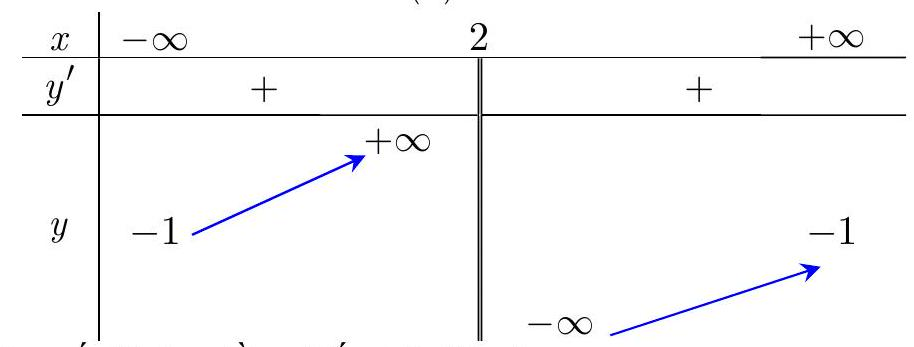 x −∞ 2 +∞
y′ + +
+∞
y −1 −1
−∞